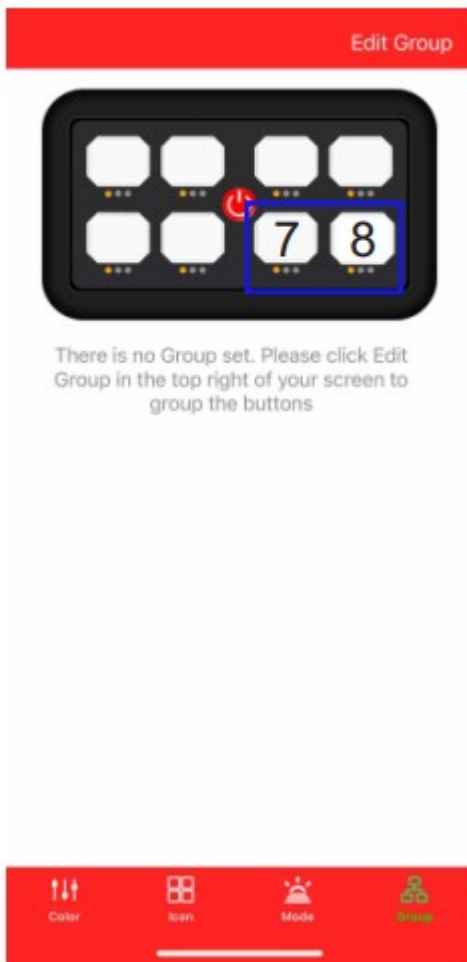 Edit Group
7 8
There is no Group set. Please click Edit
Group in the top right of your screen to
group the buttons
Color Icon Mode Group